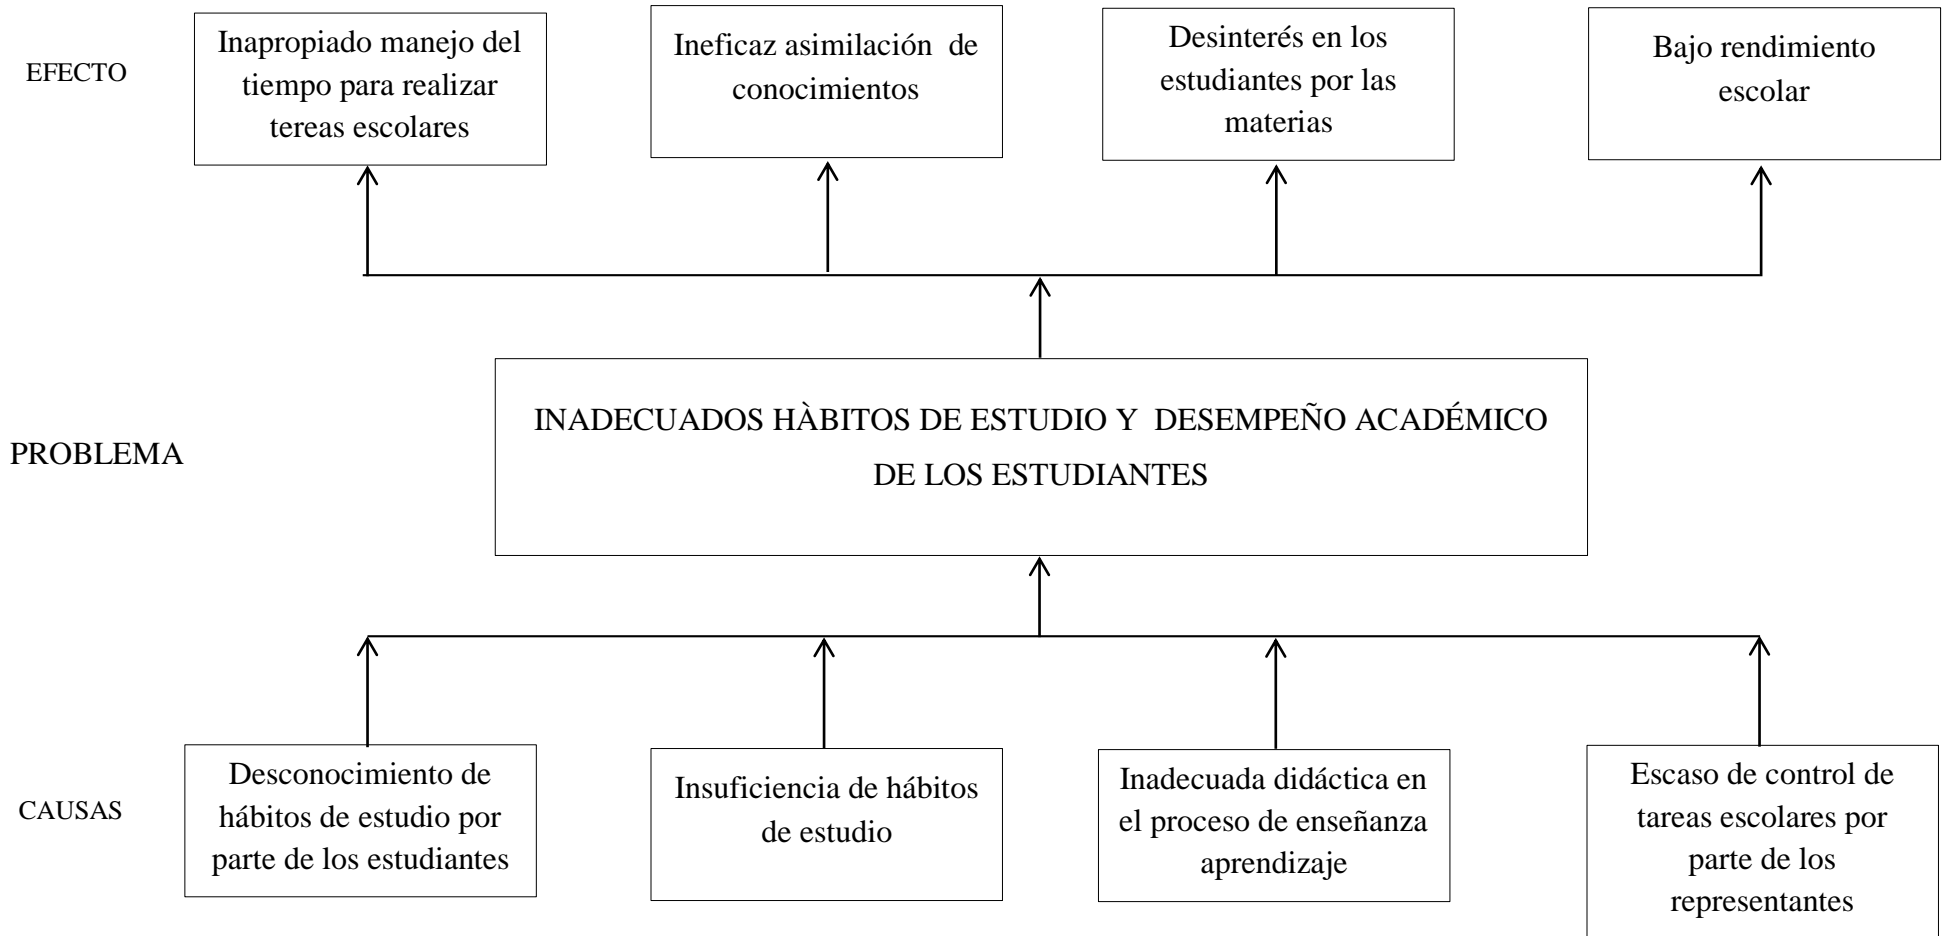 EFECTO
Inapropiado manejo del
tiempo para realizar
tereas escolares
Ineficaz asimilación de
conocimientos
Desinterés en los
estudiantes por las
materias
Bajo rendimiento
escolar
PROBLEMA
INADECUADOS HÀBITOS DE ESTUDIO Y DESEMPEÑO ACADÉMICO
DE LOS ESTUDIANTES
CAUSAS
Desconocimiento de
hábitos de estudio por
parte de los estudiantes
Insuficiencia de hábitos
de estudio
Inadecuada didáctica en
el proceso de enseñanza
aprendizaje
Escaso de control de
tareas escolares por
parte de los
representantes